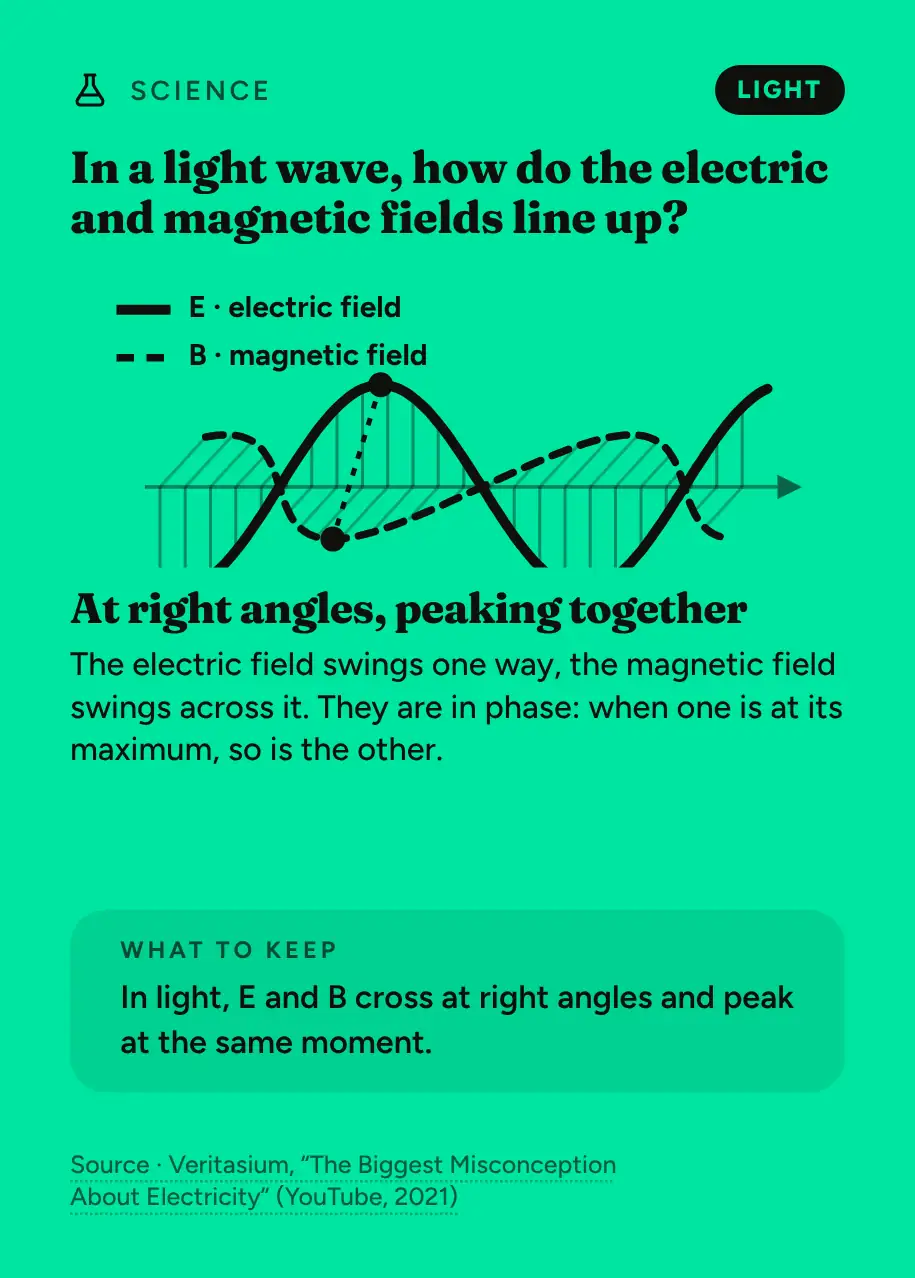 SCIENCE
LIGHT
In a light wave, how do the electric
and magnetic fields line up?
E · electric field
B · magnetic field
At right angles, peaking together
The electric field swings one way, the magnetic field
swings across it. They are in phase: when one is at its
maximum, so is the other.
WHAT TO KEEP
In light, E and B cross at right angles and peak
at the same moment.
Source · Veritasium, “The Biggest Misconception
About Electricity” (YouTube, 2021)